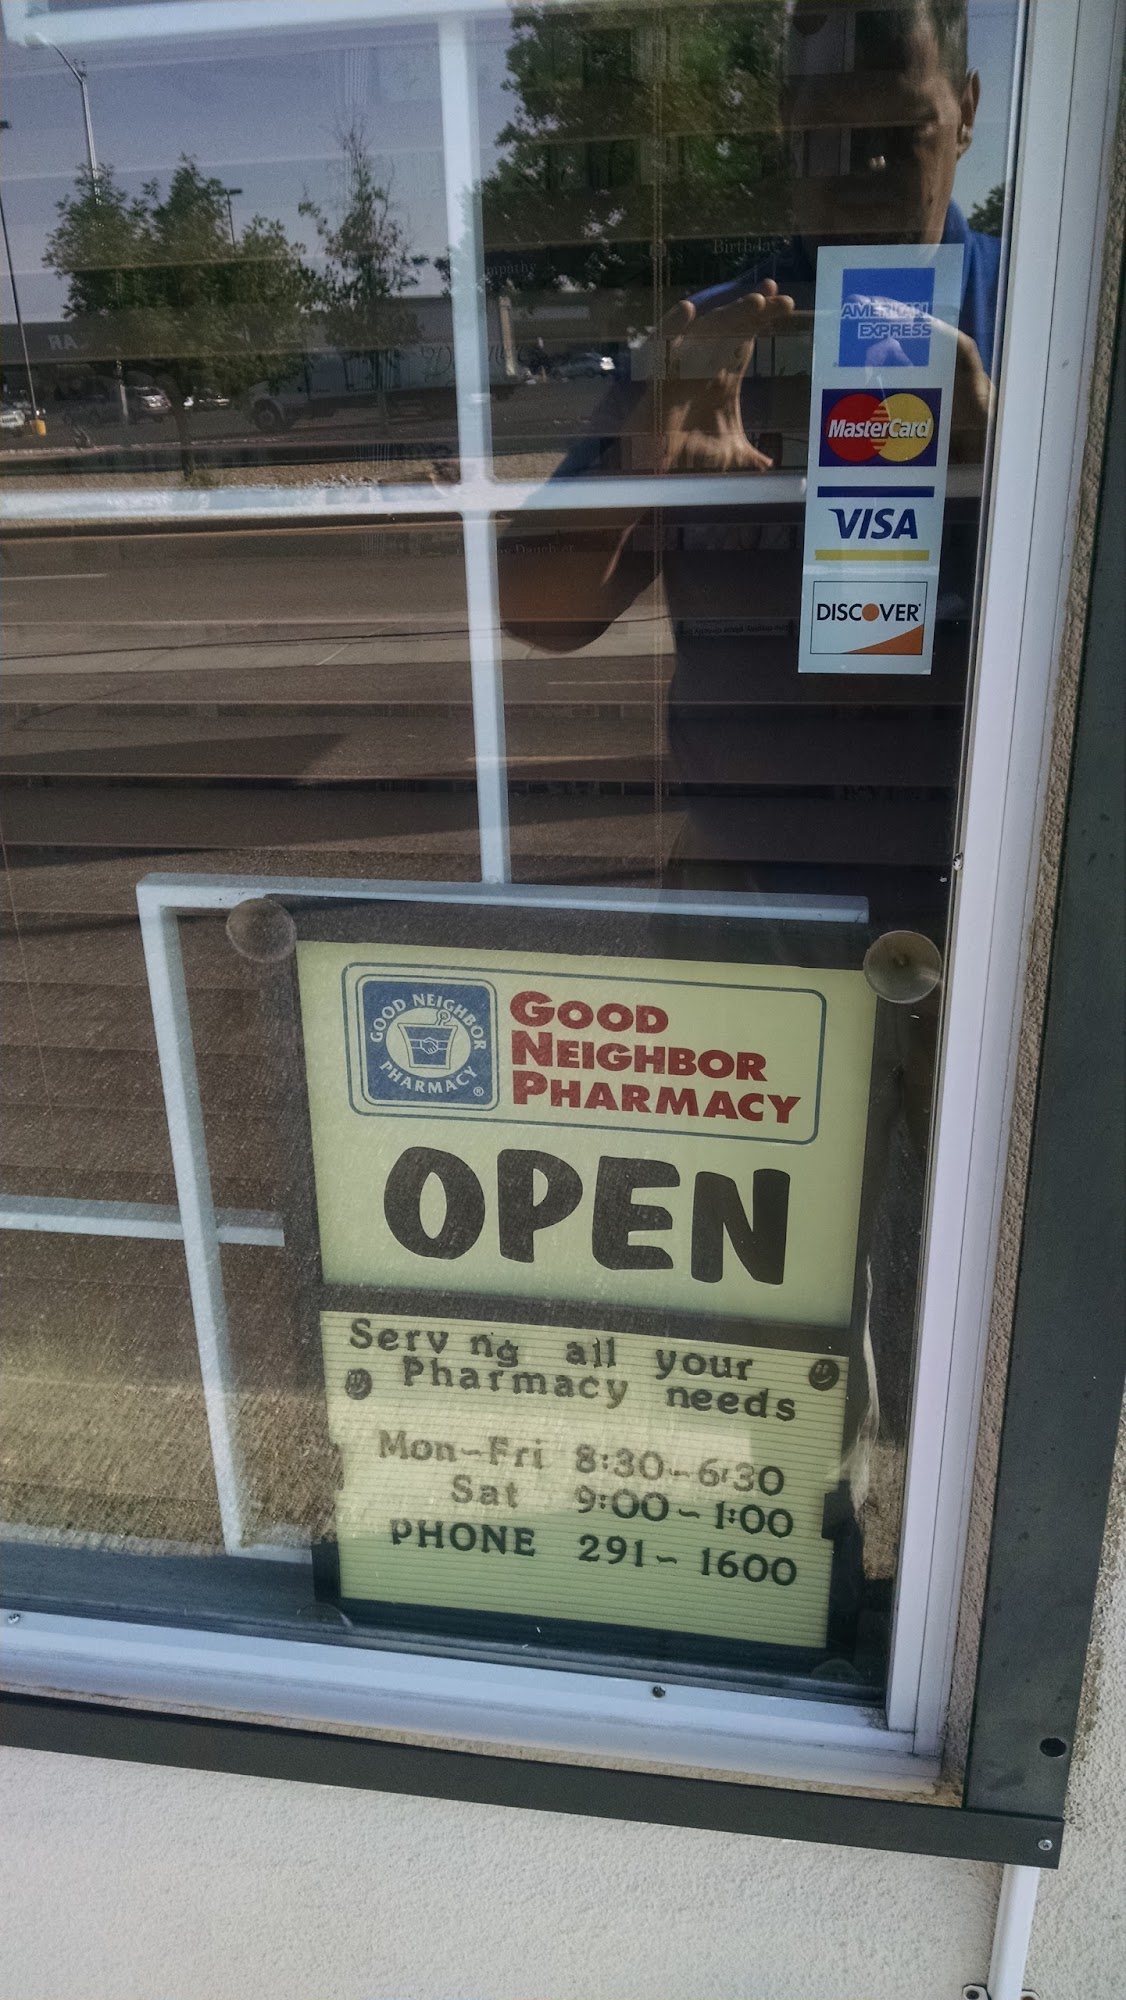 Birthday
AMERICAN
EXPRESS
MasterCard
VISA
DISCOVER
GOOD NEIGHBOR
PHARMACY ®
GOOD
NEIGHBOR
PHARMACY
OPEN
Serv ng all your
Pharmacy needs
Mon-Fri 8:30-6:30
Sat 9:00-1:00
PHONE 291-1600